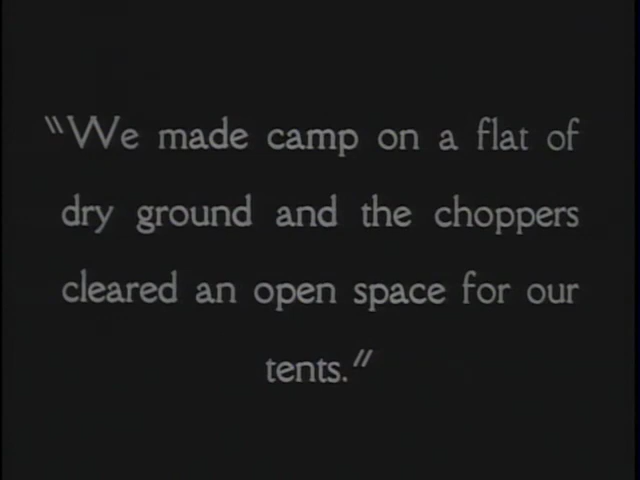 "We made camp on a flat of
dry ground and the choppers
cleared an open space for our
tents."